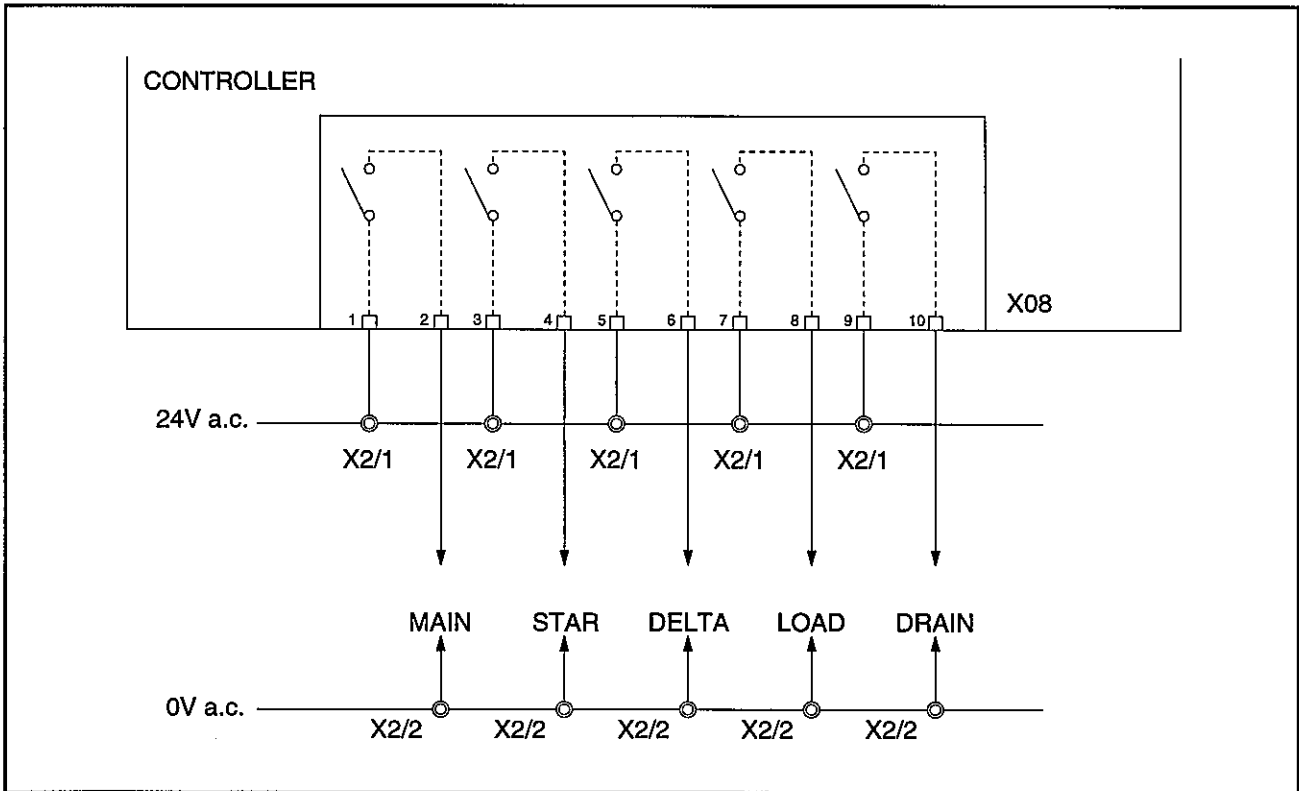 CONTROLLER
X08
1 2 3 4 5 6 7 8 9 10
24V a.c.
X2/1 X2/1 X2/1 X2/1 X2/1
MAIN STAR DELTA LOAD DRAIN
0V a.c.
X2/2 X2/2 X2/2 X2/2 X2/2